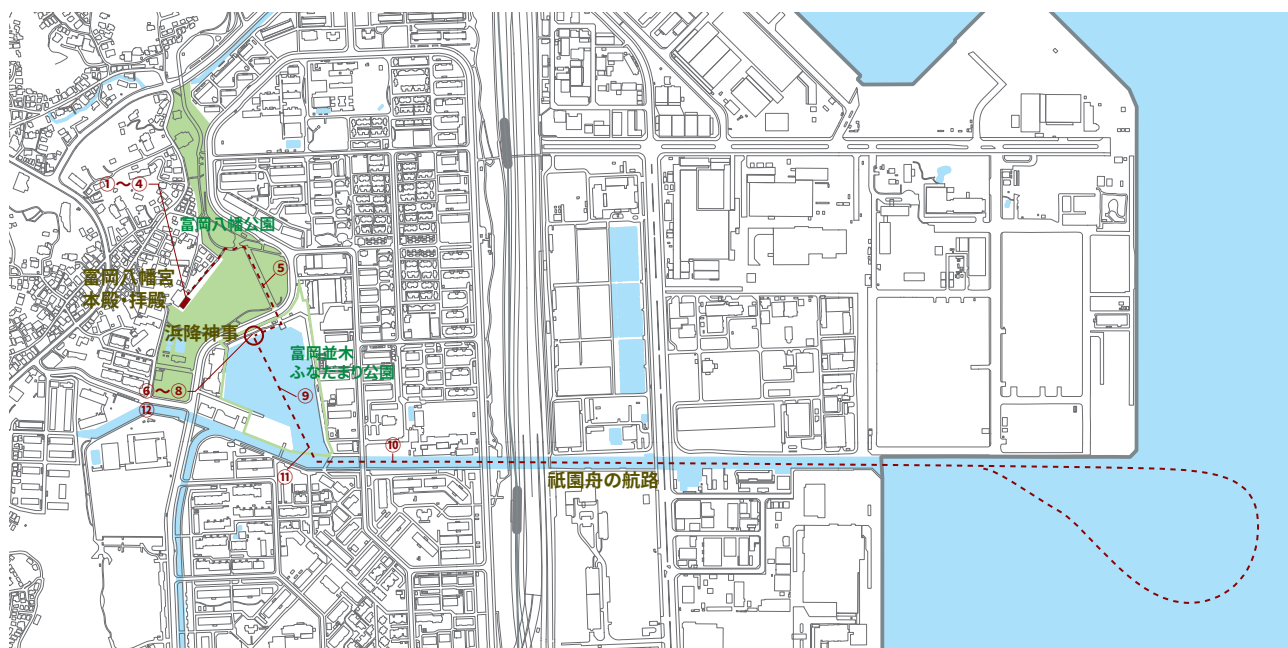 ①～④
富岡八幡公園
⑤
富岡八幡宮
本殿・拝殿
浜降神事
富岡並木
ふなだまり公園
⑥～⑧
⑨
⑫
⑩
⑪
祇園舟の航路